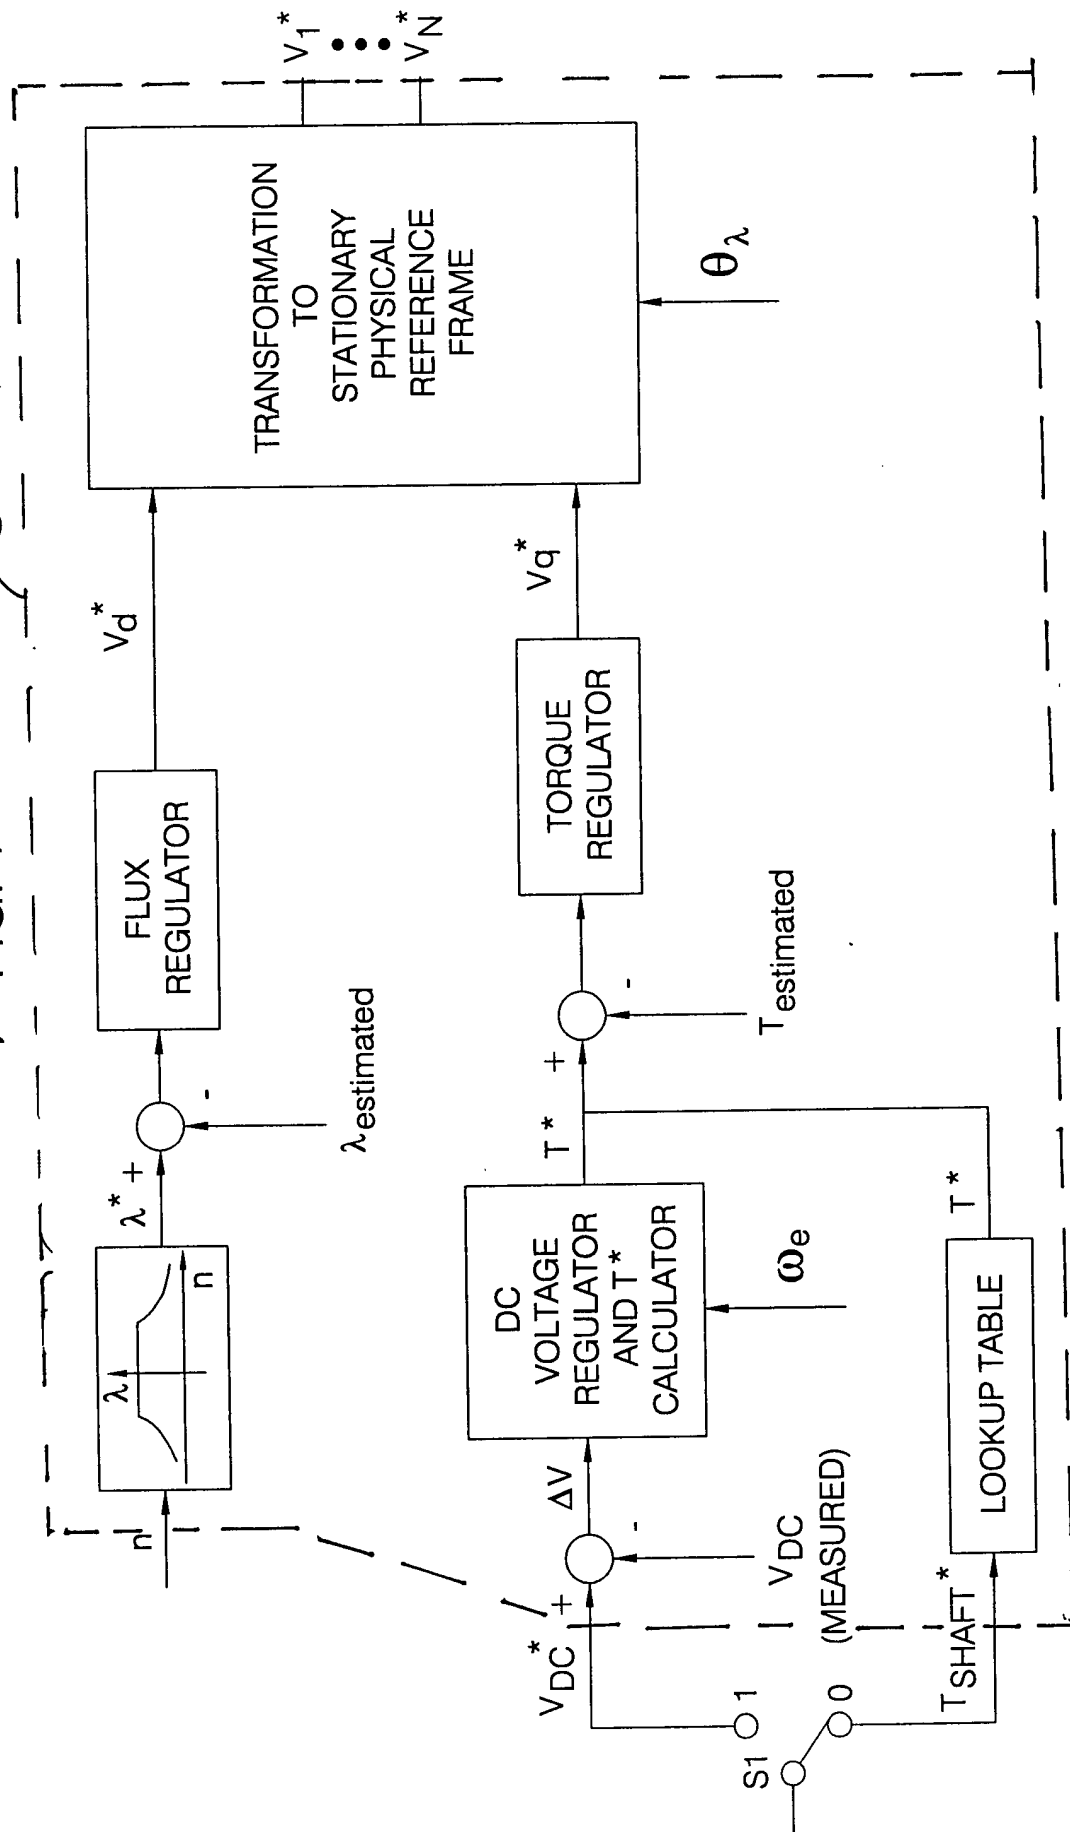 n
λ
n
λ* +
-
λestimated
FLUX
REGULATOR
Vd*
TRANSFORMATION
TO
STATIONARY
PHYSICAL
REFERENCE
FRAME
V1*
VN*
θλ
S1
1
0
VDC* +
-
VDC
(MEASURED)
ΔV
DC
VOLTAGE
REGULATOR
AND T*
CALCULATOR
ωe
T* +
-
Testimated
TORQUE
REGULATOR
Vq*
TSHAFT*
LOOKUP TABLE
T*